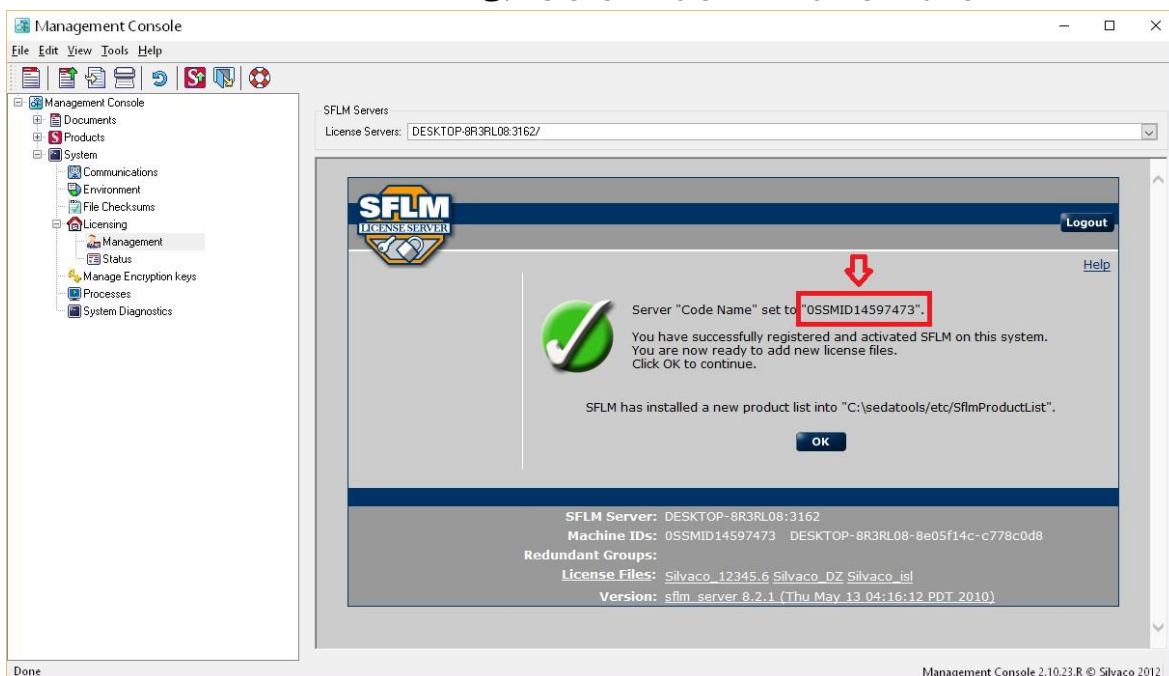 Management Console
File Edit View Tools Help
Management Console
Documents
Products
System
Communications
Environment
File Checksums
Licensing
Management
Status
Manage Encryption keys
Processes
System Diagnostics
SFLM Servers
License Servers: DESKTOP-8R3RL08:3162/
SFLM
LICENSE SERVER
Logout
Help
Server "Code Name" set to "0SSMID14597473".
You have successfully registered and activated SFLM on this system.
You are now ready to add new license files.
Click OK to continue.
SFLM has installed a new product list into "C:\sedatools/etc/SflmProductList".
OK
SFLM Server: DESKTOP-8R3RL08:3162
Machine IDs: 0SSMID14597473 DESKTOP-8R3RL08-8e05f14c-c778c0d8
Redundant Groups:
License Files: Silvaco_12345.6 Silvaco_DZ Silvaco_isl
Version: sflm_server 8.2.1 (Thu May 13 04:16:12 PDT 2010)
Done
Management Console 2.10.23.R © Silvaco 2012